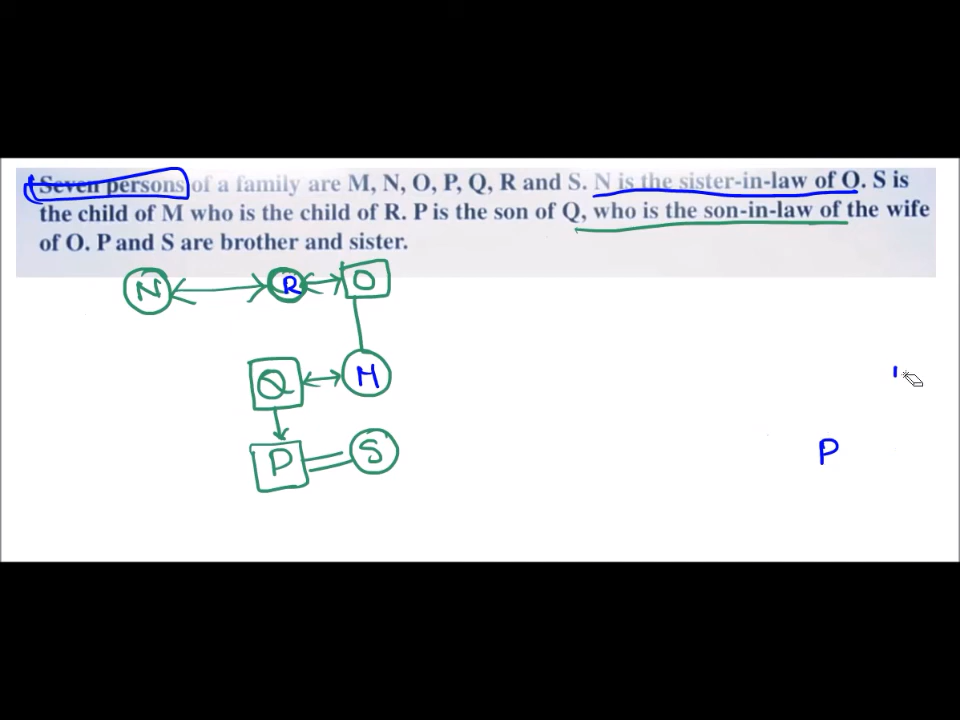 Seven persons of a family are M, N, O, P, Q, R and S. N is the sister-in-law of O. S is
the child of M who is the child of R. P is the son of Q, who is the son-in-law of the wife
of O. P and S are brother and sister.
N R O
Q M
P S
P